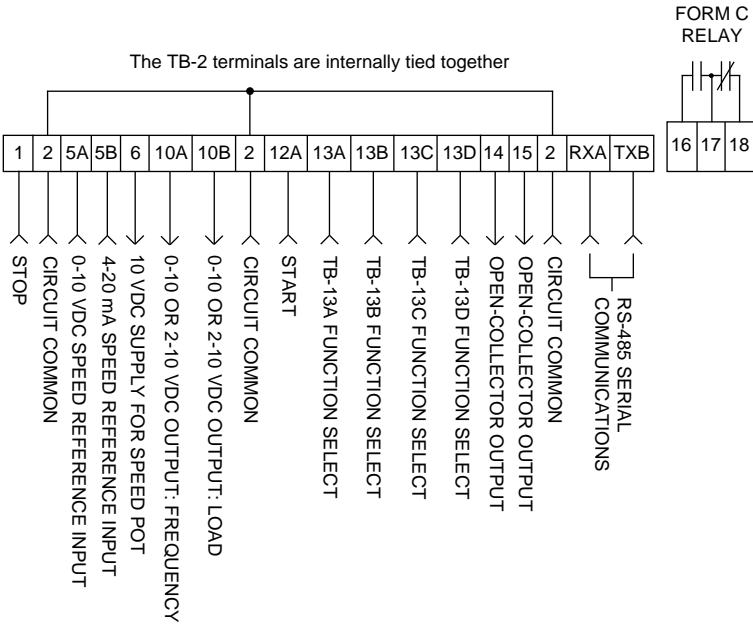 FORM C
RELAY
The TB-2 terminals are internally tied together
1 2 5A 5B 6 10A 10B 2 12A 13A 13B 13C 13D 14 15 2 RXA TXB
16 17 18
STOP
CIRCUIT COMMON
0-10 VDC SPEED REFERENCE INPUT
4-20 mA SPEED REFERENCE INPUT
10 VDC SUPPLY FOR SPEED POT
0-10 OR 2-10 VDC OUTPUT: FREQUENCY
0-10 OR 2-10 VDC OUTPUT: LOAD
CIRCUIT COMMON
START
TB-13A FUNCTION SELECT
TB-13B FUNCTION SELECT
TB-13C FUNCTION SELECT
TB-13D FUNCTION SELECT
OPEN-COLLECTOR OUTPUT
OPEN-COLLECTOR OUTPUT
CIRCUIT COMMON
RS-485 SERIAL
COMMUNICATIONS